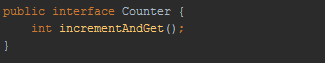 public interface Counter {
    int incrementAndGet();
}